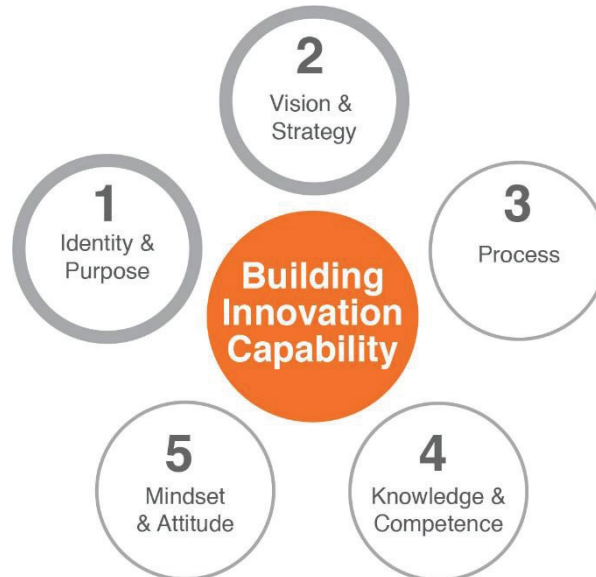 1
Identity &
Purpose
2
Vision &
Strategy
3
Process
4
Knowledge &
Competence
5
Mindset
& Attitude
Building
Innovation
Capability